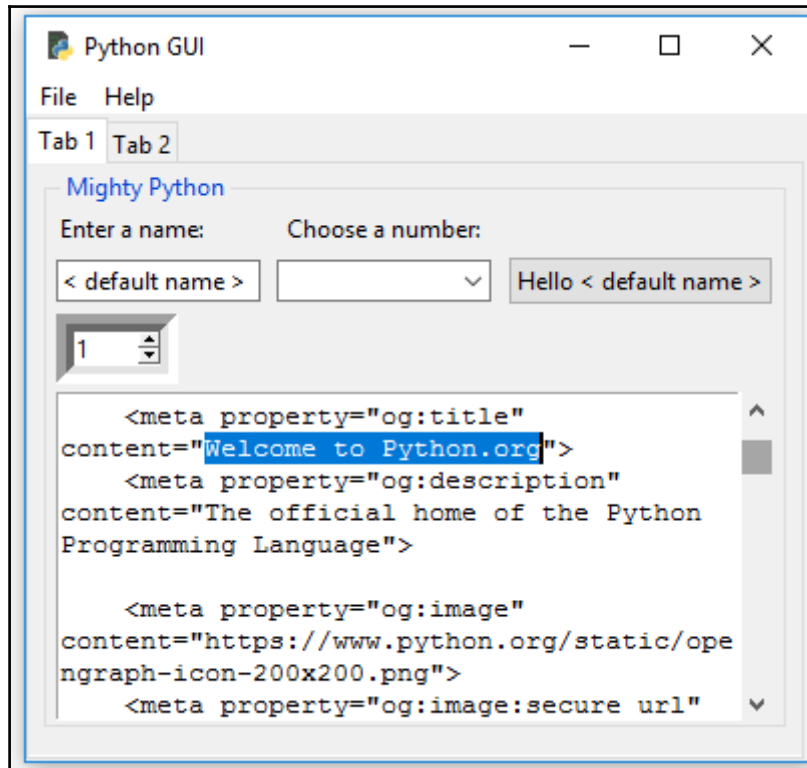 Python GUI
File Help
Tab 1 Tab 2
Mighty Python
Enter a name: Choose a number:
< default name > Hello < default name >
1
<meta property="og:title"
content="Welcome to Python.org">
<meta property="og:description"
content="The official home of the Python
Programming Language">
<meta property="og:image"
content="https://www.python.org/static/ope
ngraph-icon-200x200.png">
<meta property="og:image:secure_url"